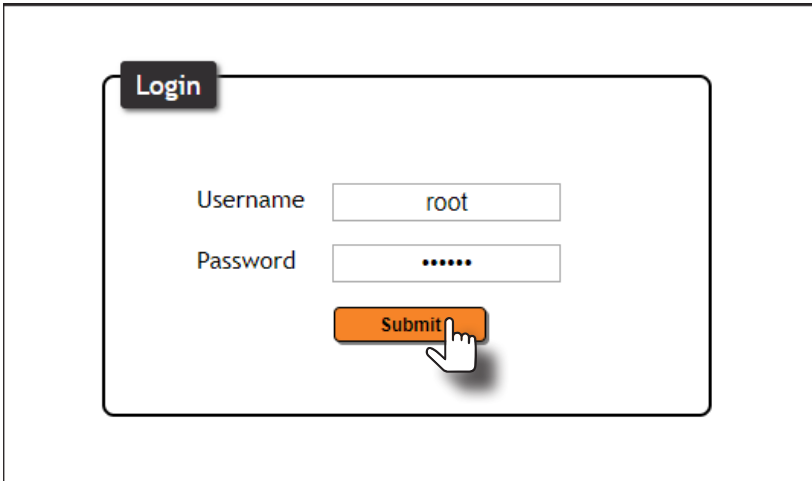 Login
Username root
Password ••••••
Submit